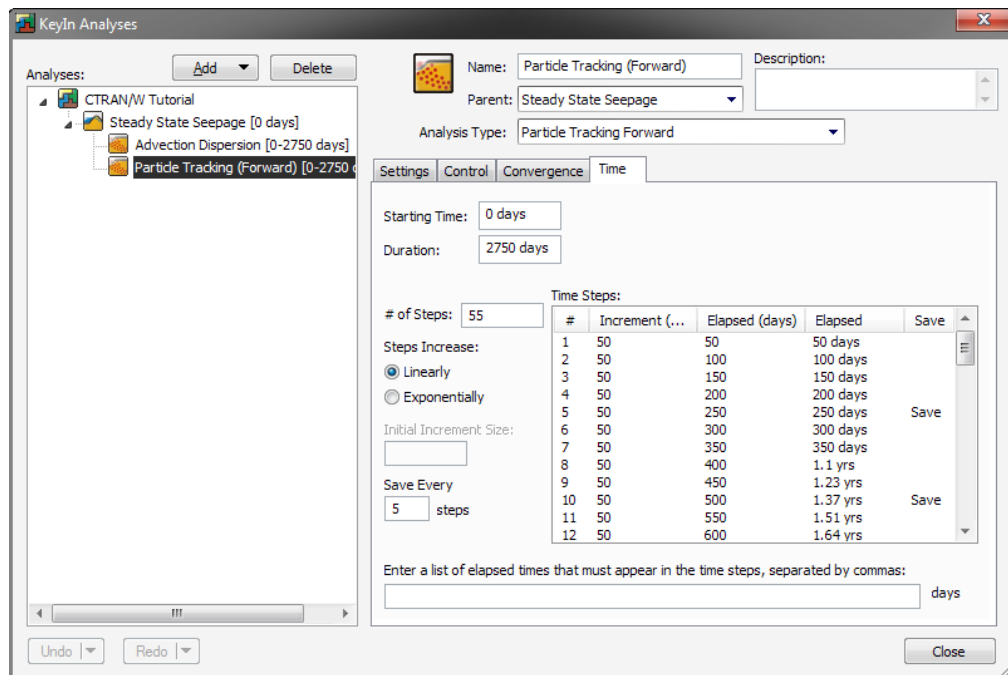 KeyIn Analyses
Analyses:
Add
Delete
CTRAN/W Tutorial
Steady State Seepage [0 days]
Advection Dispersion [0-2750 days]
Particle Tracking (Forward) [0-2750 d
Name: Particle Tracking (Forward)
Description:
Parent: Steady State Seepage
Analysis Type: Particle Tracking Forward
Settings Control Convergence Time
Starting Time: 0 days
Duration: 2750 days
# of Steps: 55
Steps Increase:
Linearly
Exponentially
Initial Increment Size:
Save Every
5 steps
Time Steps:
# Increment (... Elapsed (days) Elapsed Save
1 50 50 50 days
2 50 100 100 days
3 50 150 150 days
4 50 200 200 days
5 50 250 250 days Save
6 50 300 300 days
7 50 350 350 days
8 50 400 1.1 yrs
9 50 450 1.23 yrs
10 50 500 1.37 yrs Save
11 50 550 1.51 yrs
12 50 600 1.64 yrs
Enter a list of elapsed times that must appear in the time steps, separated by commas:
days
Undo
Redo
Close